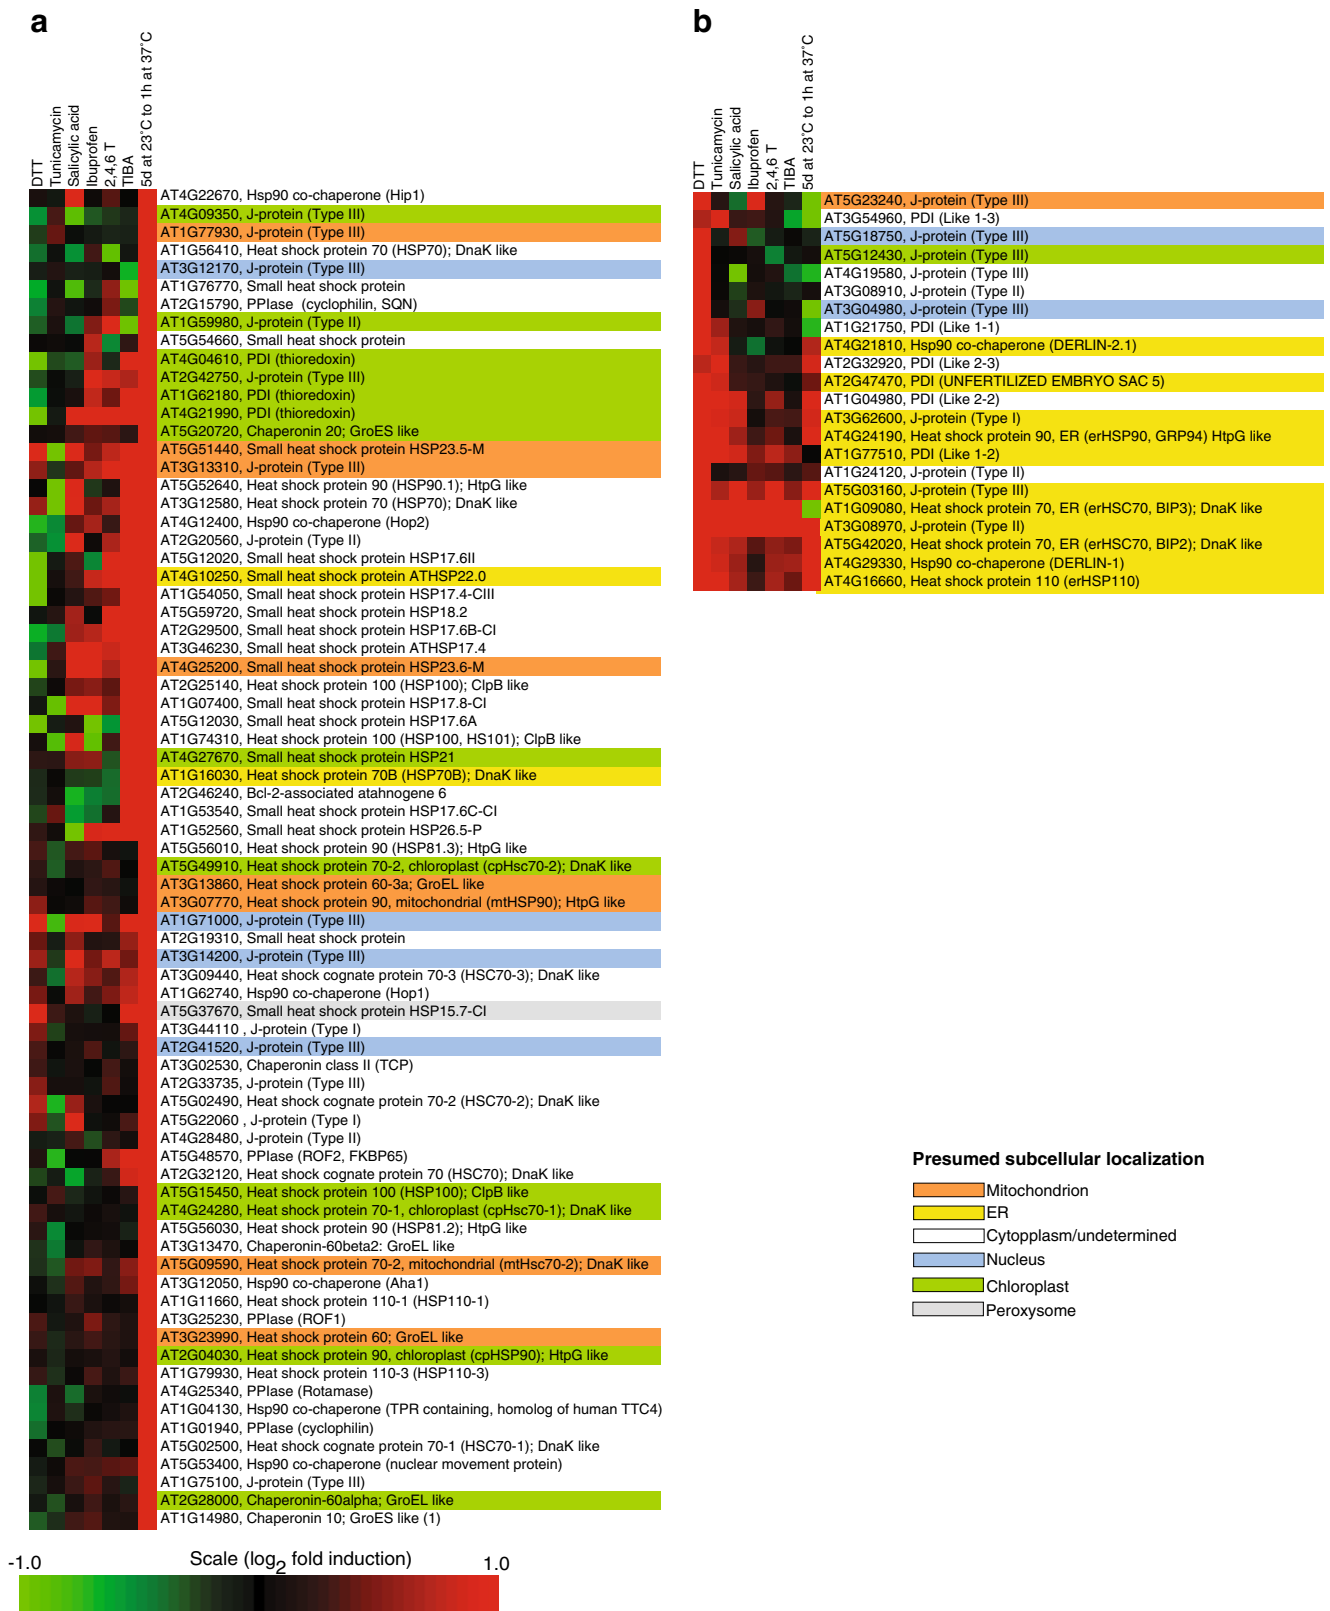 a
DTT
Tunicamycin
Salicylic acid
Ibuprofen
2,4,6 T
TIBA
5d at 23˚C to 1h at 37˚C
AT4G22670, Hsp90 co-chaperone (Hip1)
AT4G09350, J-protein (Type III)
AT1G77930, J-protein (Type III)
AT1G56410, Heat shock protein 70 (HSP70); DnaK like
AT3G12170, J-protein (Type III)
AT1G76770, Small heat shock protein
AT2G15790, PPIase (cyclophilin, SQN)
AT1G59980, J-protein (Type II)
AT5G54660, Small heat shock protein
AT4G04610, PDI (thioredoxin)
AT2G42750, J-protein (Type III)
AT1G62180, PDI (thioredoxin)
AT4G21990, PDI (thioredoxin)
AT5G20720, Chaperonin 20; GroES like
AT5G51440, Small heat shock protein HSP23.5-M
AT3G13310, J-protein (Type III)
AT5G52640, Heat shock protein 90 (HSP90.1); HtpG like
AT3G12580, Heat shock protein 70 (HSP70); DnaK like
AT4G12400, Hsp90 co-chaperone (Hop2)
AT2G20560, J-protein (Type II)
AT5G12020, Small heat shock protein HSP17.6II
AT4G10250, Small heat shock protein ATHSP22.0
AT1G54050, Small heat shock protein HSP17.4-CIII
AT5G59720, Small heat shock protein HSP18.2
AT2G29500, Small heat shock protein HSP17.6B-CI
AT3G46230, Small heat shock protein ATHSP17.4
AT4G25200, Small heat shock protein HSP23.6-M
AT2G25140, Heat shock protein 100 (HSP100); ClpB like
AT1G07400, Small heat shock protein HSP17.8-CI
AT5G12030, Small heat shock protein HSP17.6A
AT1G74310, Heat shock protein 100 (HSP100, HS101); ClpB like
AT4G27670, Small heat shock protein HSP21
AT1G16030, Heat shock protein 70B (HSP70B); DnaK like
AT2G46240, Bcl-2-associated atahnogene 6
AT1G53540, Small heat shock protein HSP17.6C-CI
AT1G52560, Small heat shock protein HSP26.5-P
AT5G56010, Heat shock protein 90 (HSP81.3); HtpG like
AT5G49910, Heat shock protein 70-2, chloroplast (cpHsc70-2); DnaK like
AT3G13860, Heat shock protein 60-3a; GroEL like
AT3G07770, Heat shock protein 90, mitochondrial (mtHSP90); HtpG like
AT1G71000, J-protein (Type III)
AT2G19310, Small heat shock protein
AT3G14200, J-protein (Type III)
AT3G09440, Heat shock cognate protein 70-3 (HSC70-3); DnaK like
AT1G62740, Hsp90 co-chaperone (Hop1)
AT5G37670, Small heat shock protein HSP15.7-CI
AT3G44110 , J-protein (Type I)
AT2G41520, J-protein (Type III)
AT3G02530, Chaperonin class II (TCP)
AT2G33735, J-protein (Type III)
AT5G02490, Heat shock cognate protein 70-2 (HSC70-2); DnaK like
AT5G22060 , J-protein (Type I)
AT4G28480, J-protein (Type II)
AT5G48570, PPIase (ROF2, FKBP65)
AT2G32120, Heat shock cognate protein 70 (HSC70); DnaK like
AT5G15450, Heat shock protein 100 (HSP100); ClpB like
AT4G24280, Heat shock protein 70-1, chloroplast (cpHsc70-1); DnaK like
AT5G56030, Heat shock protein 90 (HSP81.2); HtpG like
AT3G13470, Chaperonin-60beta2: GroEL like
AT5G09590, Heat shock protein 70-2, mitochondrial (mtHsc70-2); DnaK like
AT3G12050, Hsp90 co-chaperone (Aha1)
AT1G11660, Heat shock protein 110-1 (HSP110-1)
AT3G25230, PPIase (ROF1)
AT3G23990, Heat shock protein 60; GroEL like
AT2G04030, Heat shock protein 90, chloroplast (cpHSP90); HtpG like
AT1G79930, Heat shock protein 110-3 (HSP110-3)
AT4G25340, PPIase (Rotamase)
AT1G04130, Hsp90 co-chaperone (TPR containing, homolog of human TTC4)
AT1G01940, PPIase (cyclophilin)
AT5G02500, Heat shock cognate protein 70-1 (HSC70-1); DnaK like
AT5G53400, Hsp90 co-chaperone (nuclear movement protein)
AT1G75100, J-protein (Type III)
AT2G28000, Chaperonin-60alpha; GroEL like
AT1G14980, Chaperonin 10; GroES like (1)
-1.0
Scale (log2 fold induction)
1.0
b
DTT
Tunicamycin
Salicylic acid
Ibuprofen
2,4,6 T
TIBA
5d at 23˚C to 1h at 37˚C
AT5G23240, J-protein (Type III)
AT3G54960, PDI (Like 1-3)
AT5G18750, J-protein (Type III)
AT5G12430, J-protein (Type III)
AT4G19580, J-protein (Type III)
AT3G08910, J-protein (Type II)
AT3G04980, J-protein (Type III)
AT1G21750, PDI (Like 1-1)
AT4G21810, Hsp90 co-chaperone (DERLIN-2.1)
AT2G32920, PDI (Like 2-3)
AT2G47470, PDI (UNFERTILIZED EMBRYO SAC 5)
AT1G04980, PDI (Like 2-2)
AT3G62600, J-protein (Type I)
AT4G24190, Heat shock protein 90, ER (erHSP90, GRP94) HtpG like
AT1G77510, PDI (Like 1-2)
AT1G24120, J-protein (Type II)
AT5G03160, J-protein (Type III)
AT1G09080, Heat shock protein 70, ER (erHSC70, BIP3); DnaK like
AT3G08970, J-protein (Type II)
AT5G42020, Heat shock protein 70, ER (erHSC70, BIP2); DnaK like
AT4G29330, Hsp90 co-chaperone (DERLIN-1)
AT4G16660, Heat shock protein 110 (erHSP110)
Presumed subcellular localization
Mitochondrion
ER
Cytopplasm/undetermined
Nucleus
Chloroplast
Peroxysome